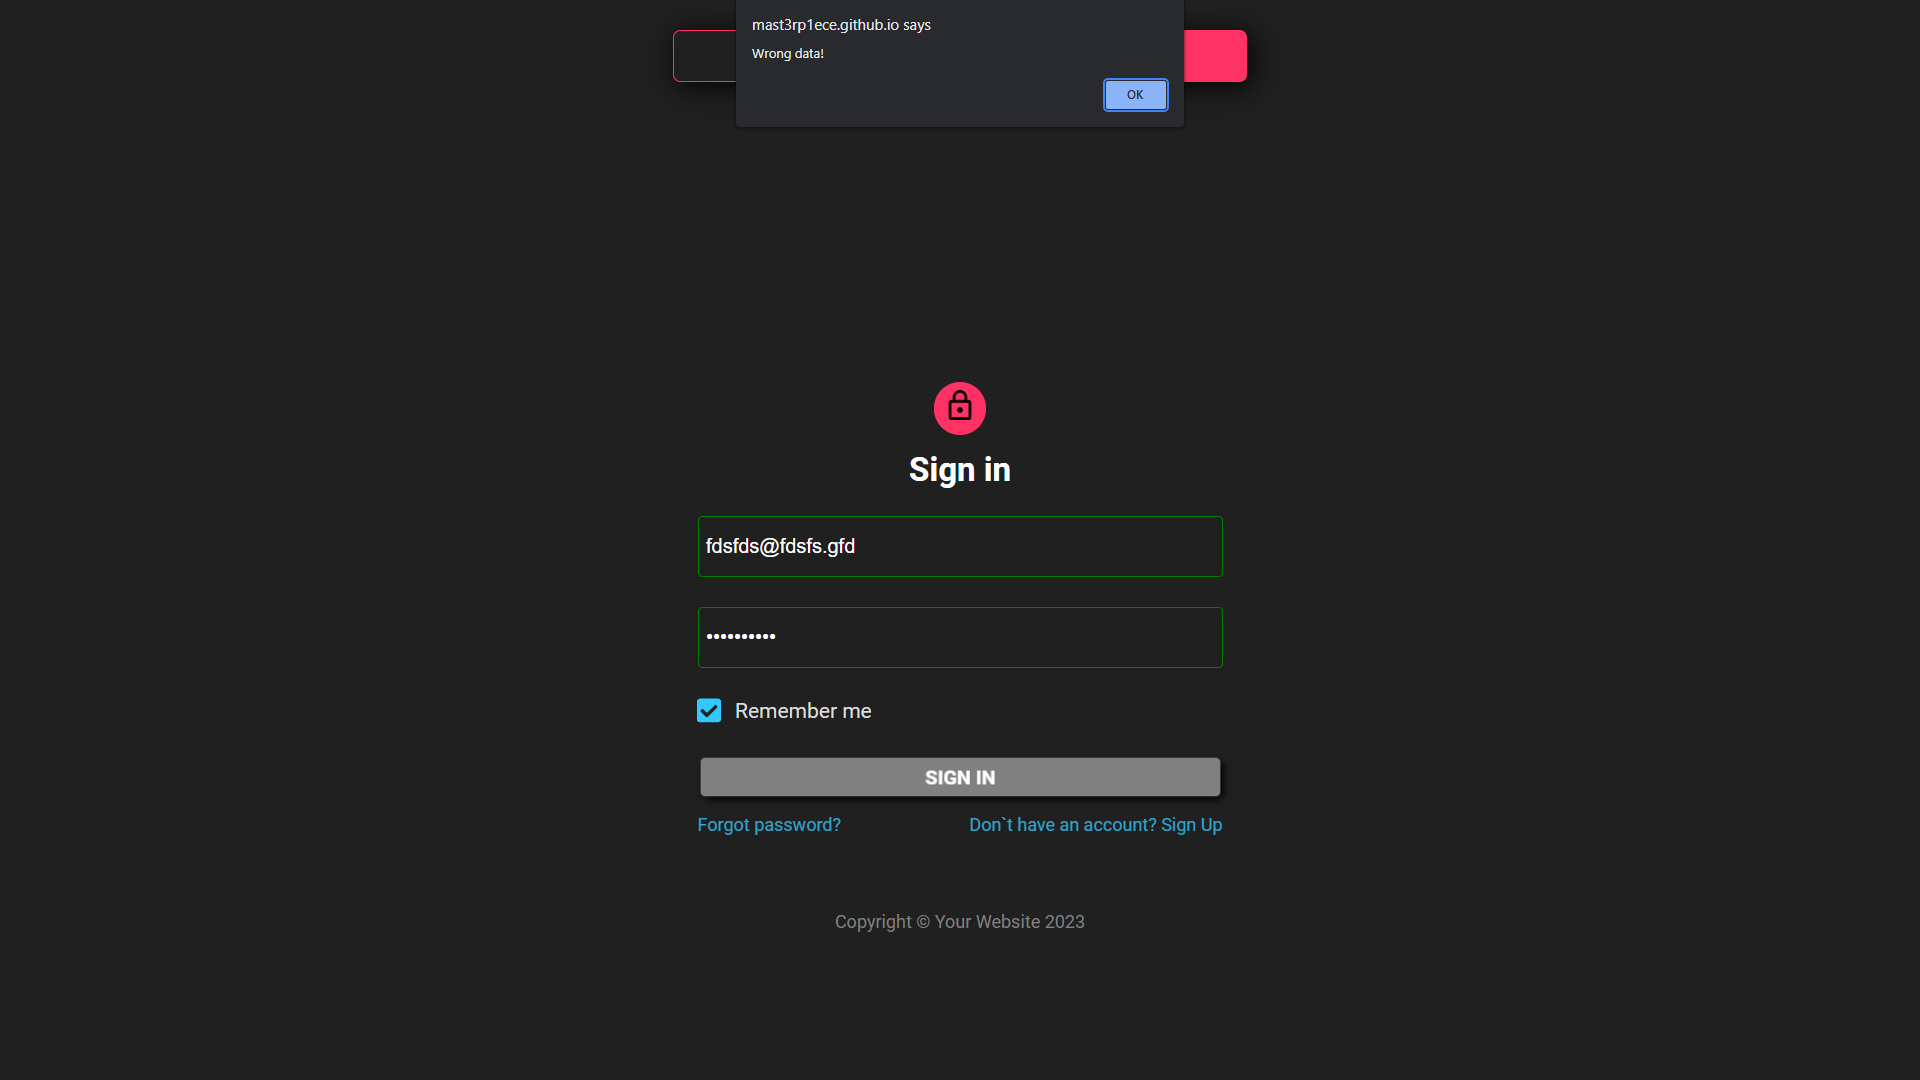 mast3rp1ece.github.io says
Wrong data!
OK
Sign in
fdsfds@fdsfs.gfd
••••••••••
Remember me
SIGN IN
Forgot password?
Don`t have an account? Sign Up
Copyright © Your Website 2023